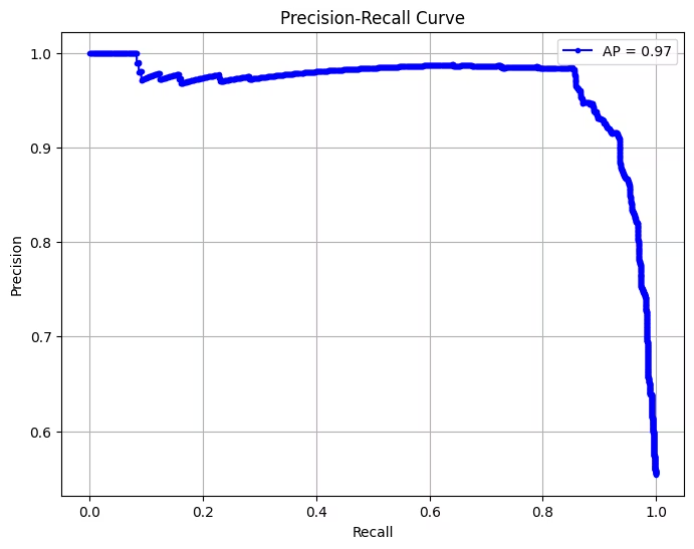 Precision-Recall Curve
AP = 0.97
1.0
0.9
0.8
0.7
0.6
Precision
0.0 0.2 0.4 0.6 0.8 1.0
Recall